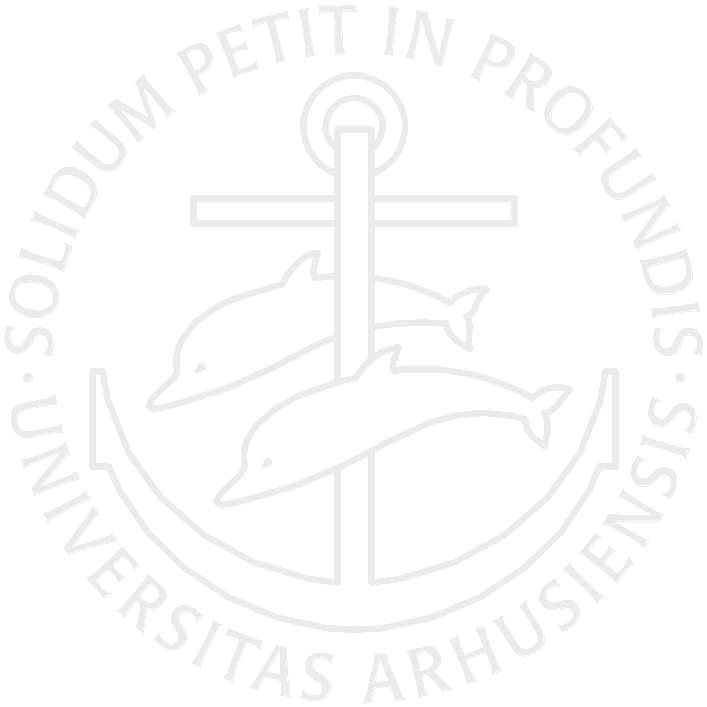 SOLIDUM PETIT IN PROFUNDIS
UNIVERSITAS ARHUSIENSIS